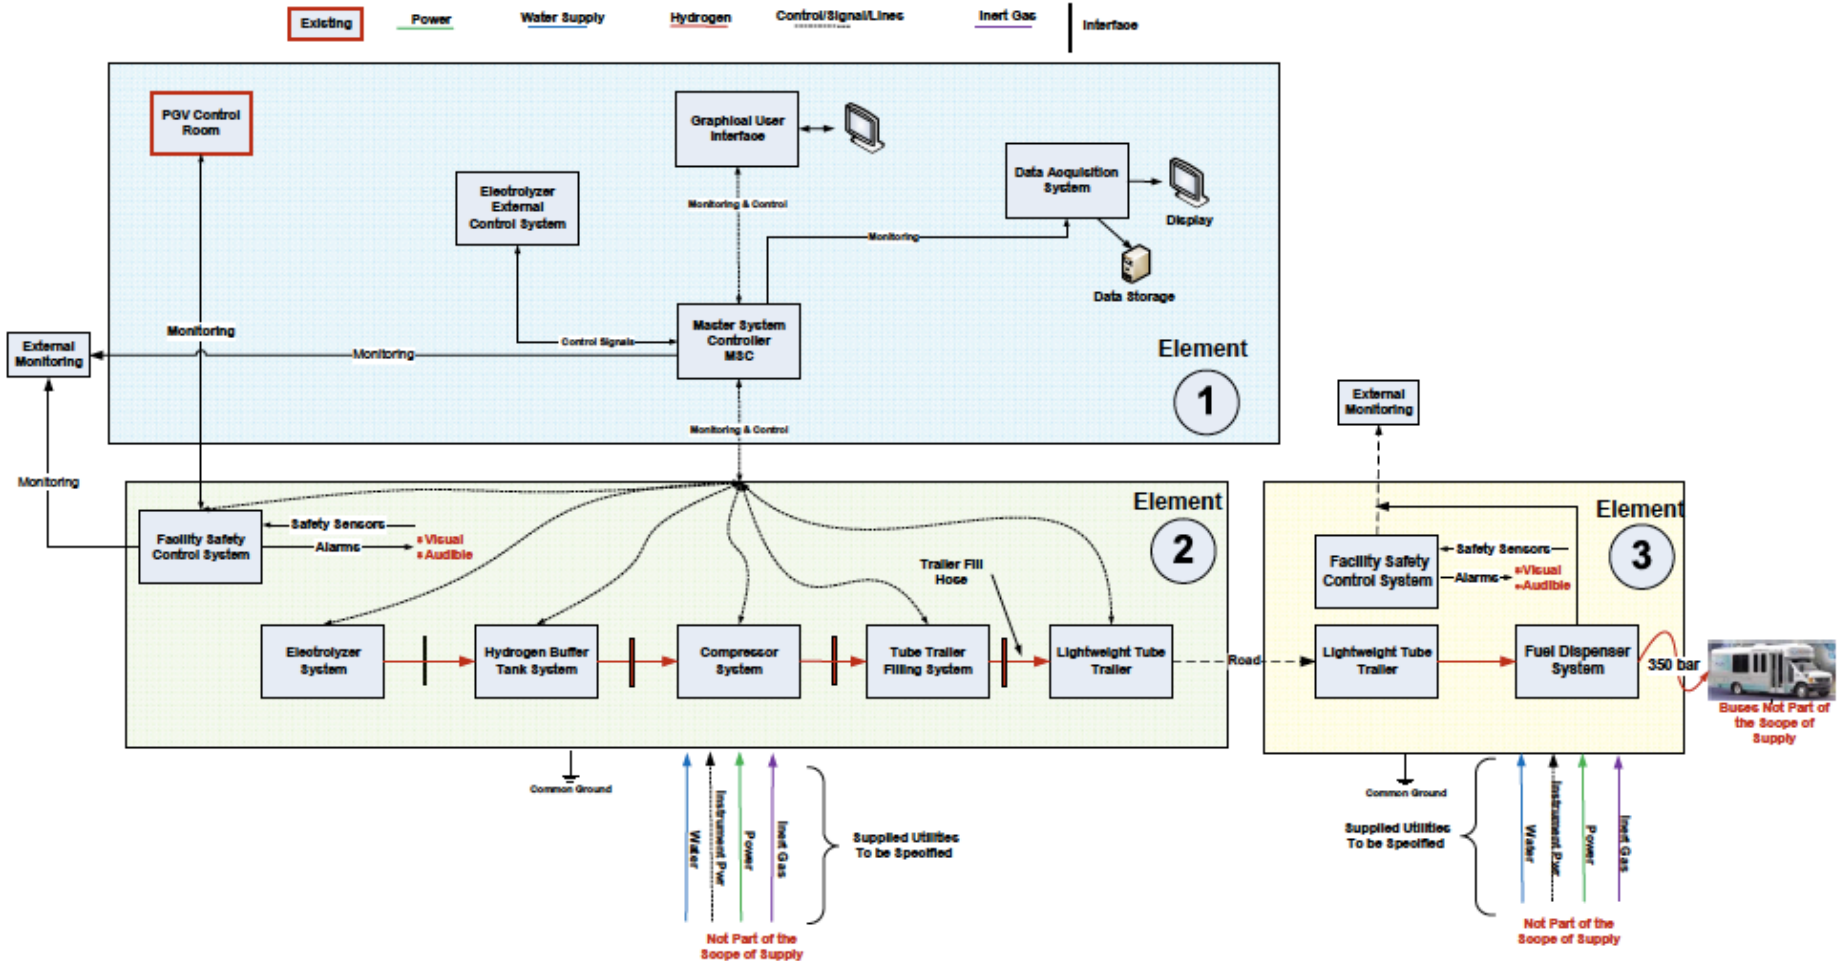 Existing
Power
Water Supply
Hydrogen
Control/Signal/Lines
Inert Gas
Interface
PGV Control
Room
Graphical User
Interface
Electrolyzer
External
Control System
Data Acquisition
System
Display
Data Storage
Monitoring & Control
Monitoring
Monitoring
External
Monitoring
Monitoring
Control Signals
Master System
Controller
MSC
Element
1
Monitoring & Control
External
Monitoring
Monitoring
Facility Safety
Control System
Safety Sensors
Alarms
Visual
Audible
Element
2
Trailer Fill
Hose
Electrolyzer
System
Hydrogen Buffer
Tank System
Compressor
System
Tube Trailer
Filling System
Lightweight Tube
Trailer
Road
Element
3
Facility Safety
Control System
Safety Sensors
Alarms
Visual
Audible
Lightweight Tube
Trailer
Fuel Dispenser
System
350 bar
Buses Not Part of
the Scope of
Supply
Common Ground
Water
Instrument Pwr
Power
Inert Gas
Supplied Utilities
To be Specified
Not Part of the
Scope of Supply
Common Ground
Supplied Utilities
To be Specified
Water
Instrument Pwr
Power
Inert Gas
Not Part of the
Scope of Supply